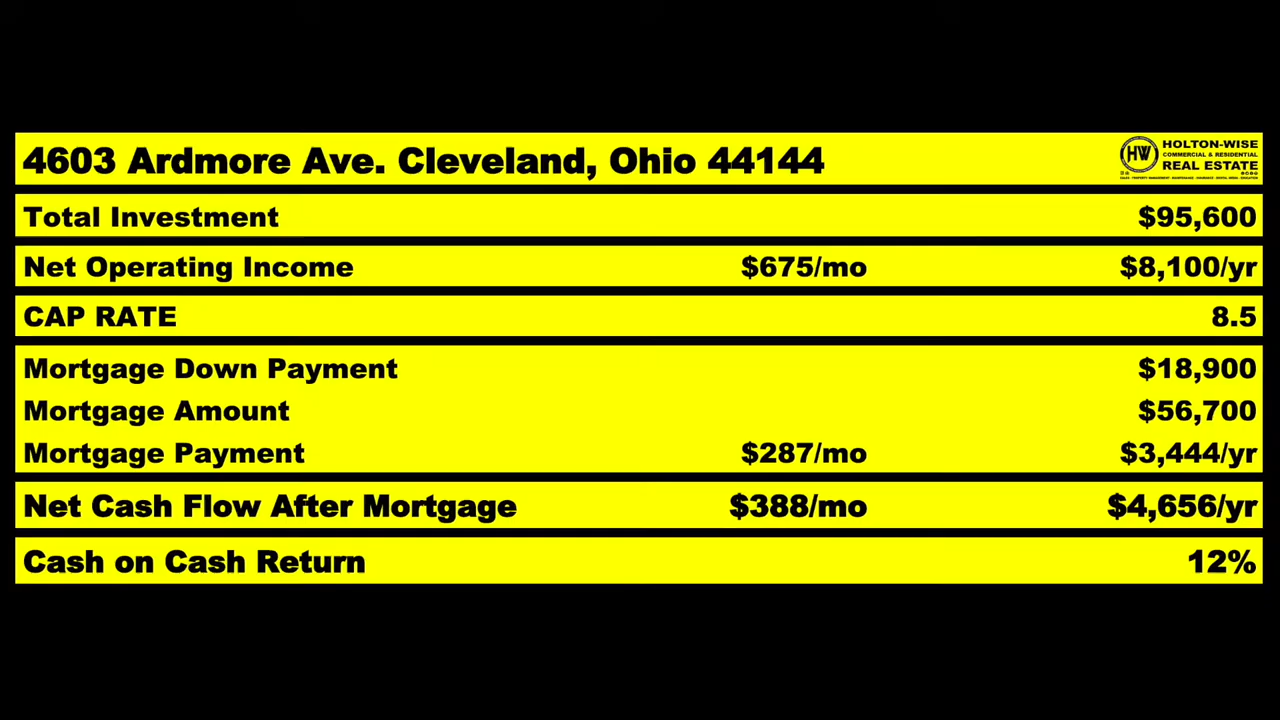 4603 Ardmore Ave. Cleveland, Ohio 44144
HW
HOLTON-WISE
COMMERCIAL & RESIDENTIAL
REAL ESTATE
Total Investment $95,600
Net Operating Income $675/mo $8,100/yr
CAP RATE 8.5
Mortgage Down Payment $18,900
Mortgage Amount $56,700
Mortgage Payment $287/mo $3,444/yr
Net Cash Flow After Mortgage $388/mo $4,656/yr
Cash on Cash Return 12%